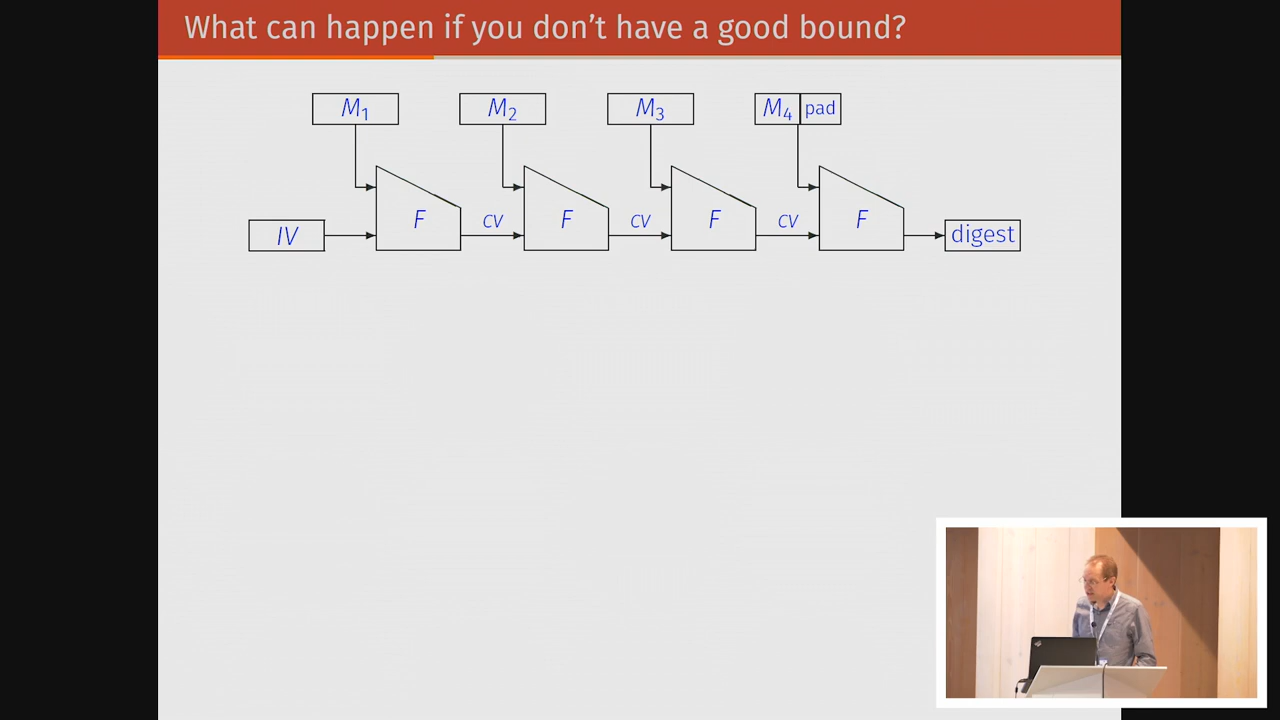 What can happen if you don't have a good bound?
M1 M2 M3 M4 pad
F F F F
CV CV CV
IV digest